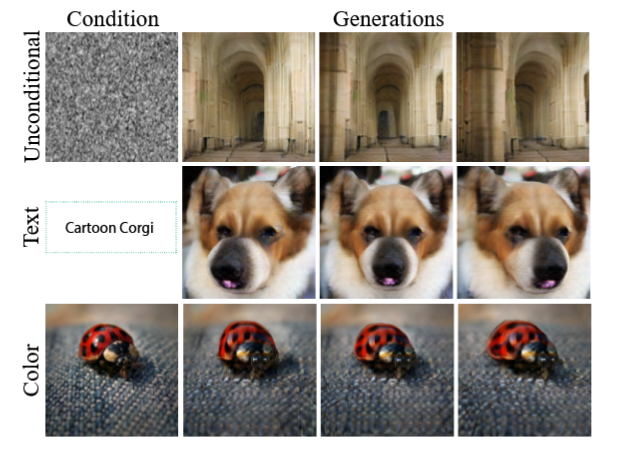 Condition
Generations
Unconditional
Text
Cartoon Corgi
Color